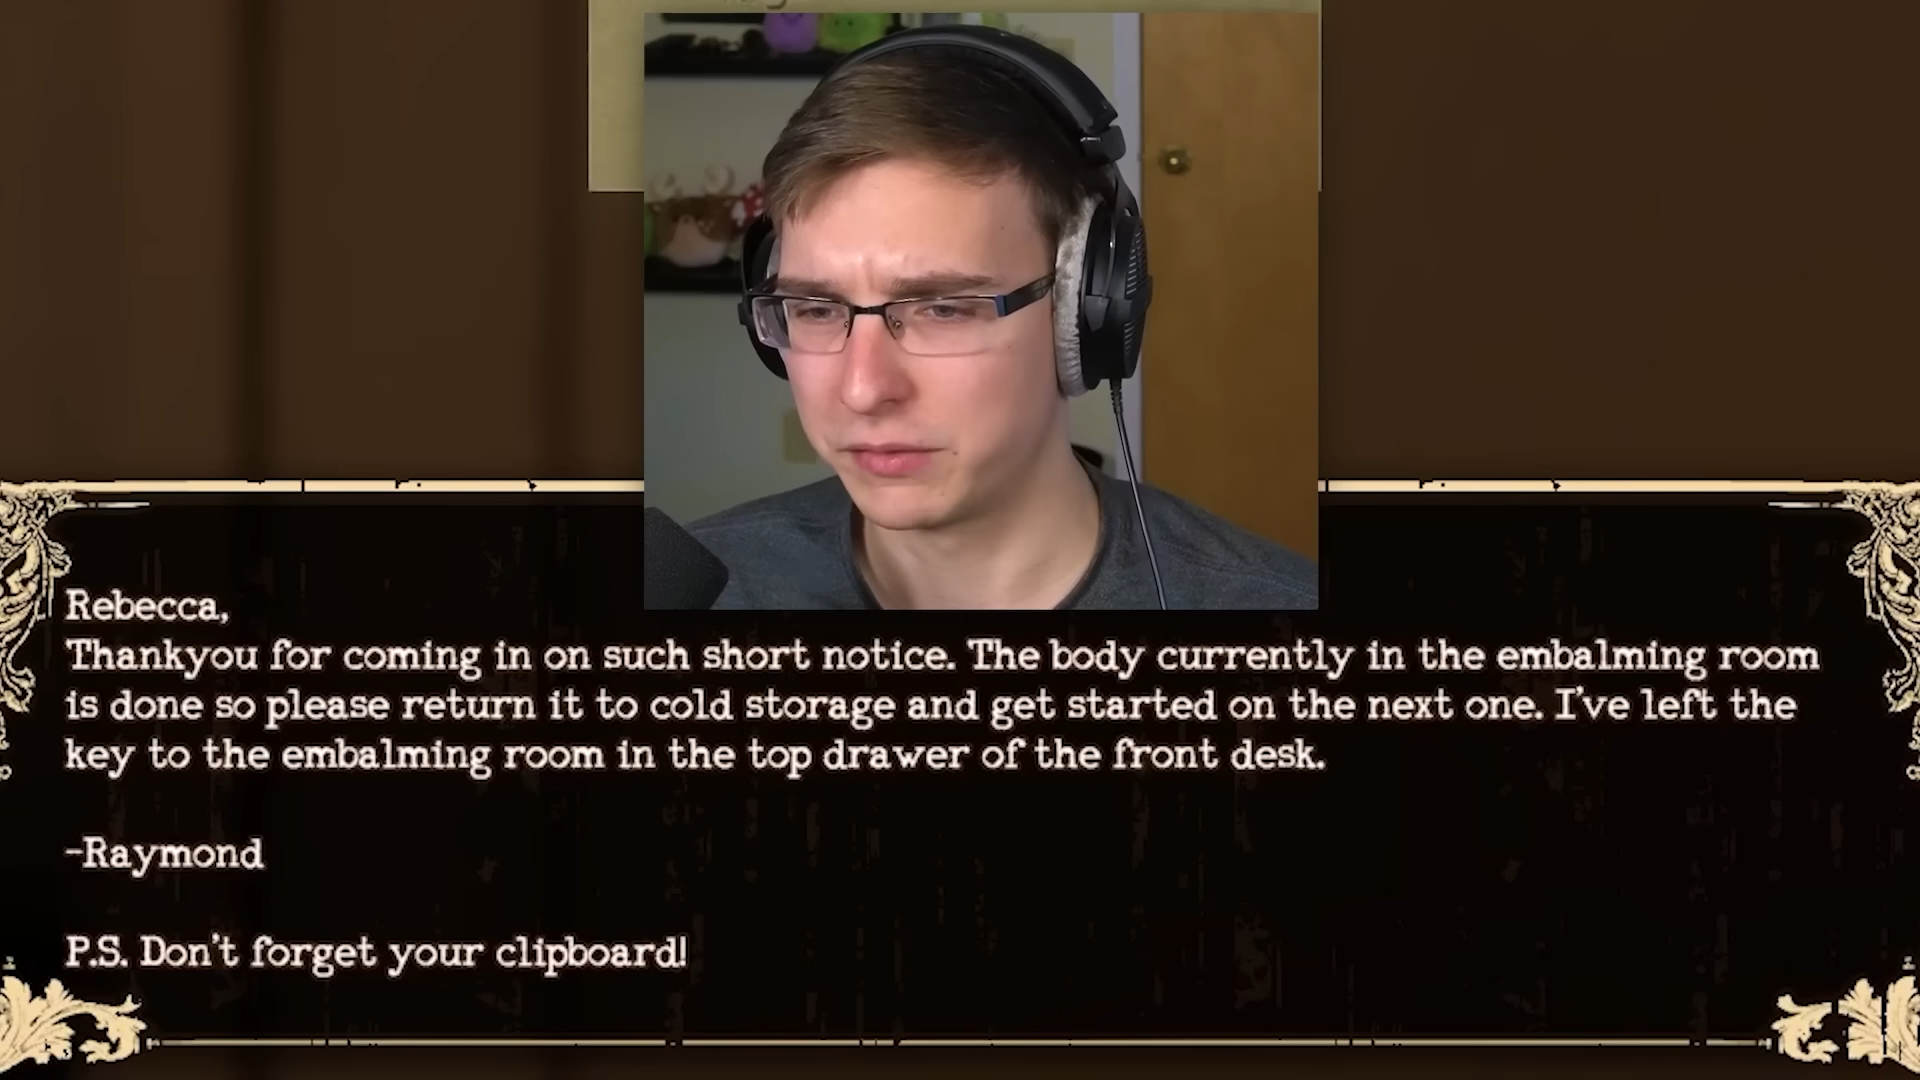 Rebecca,
Thankyou for coming in on such short notice. The body currently in the embalming room
is done so please return it to cold storage and get started on the next one. I've left the
key to the embalming room in the top drawer of the front desk.
-Raymond
P.S. Don't forget your clipboard!